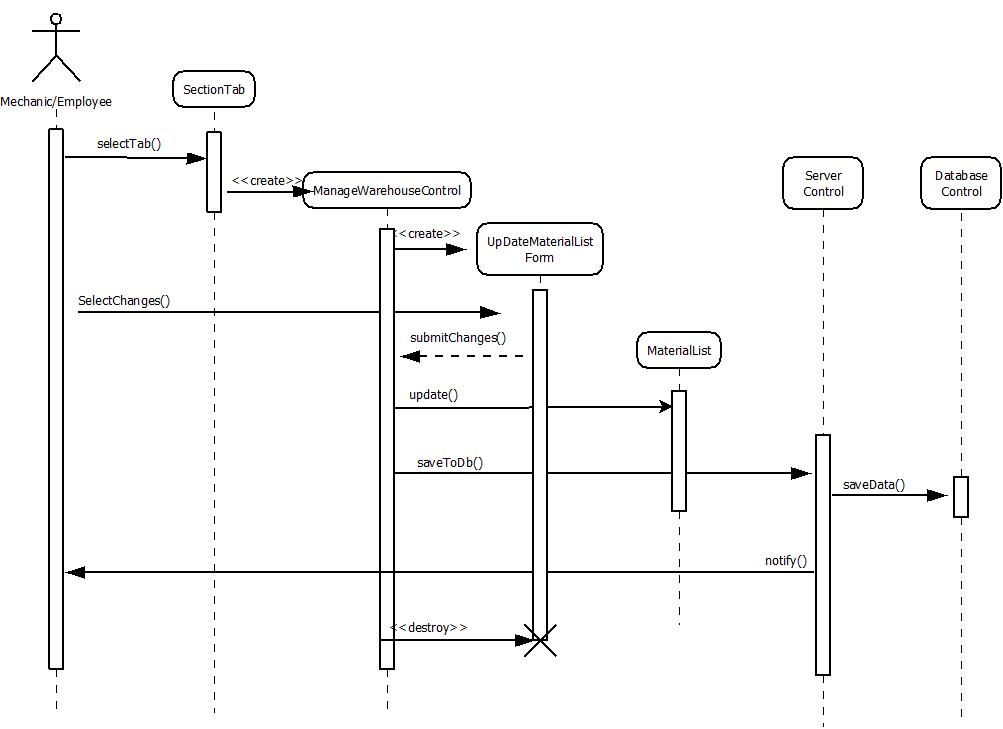 Mechanic/Employee
SectionTab
selectTab()
<<create>>
ManageWarehouseControl
Server
Control
Database
Control
<<create>>
UpDateMaterialList
Form
SelectChanges()
submitChanges()
MaterialList
update()
saveToDb()
saveData()
notify()
<<destroy>>